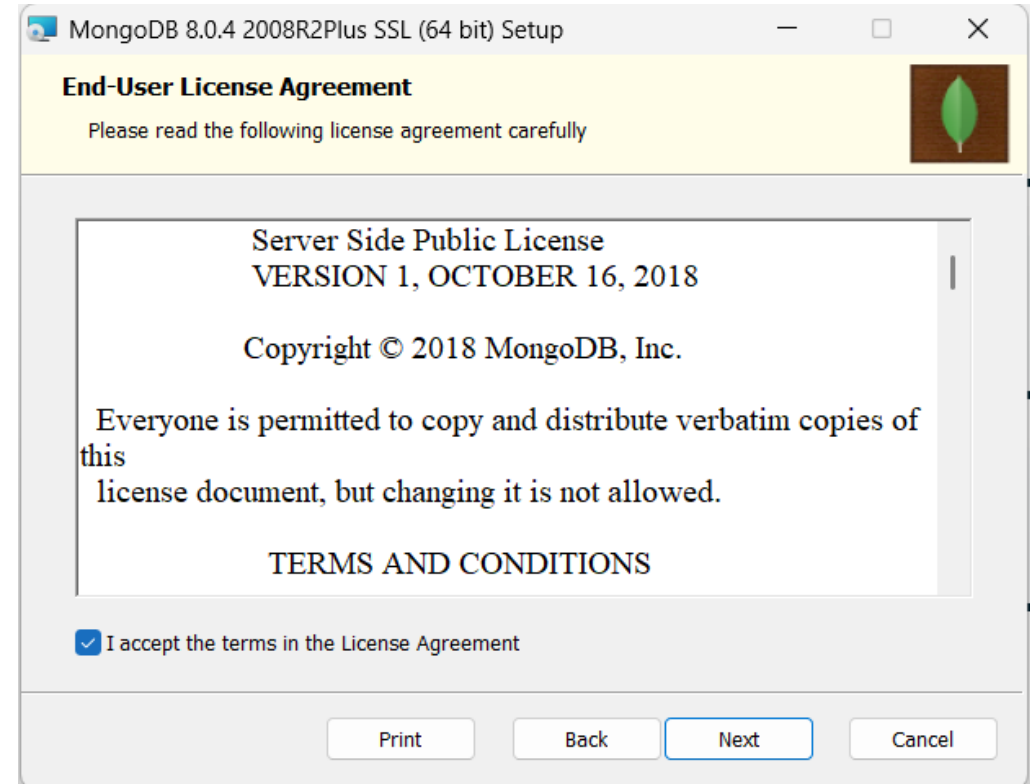 MongoDB 8.0.4 2008R2Plus SSL (64 bit) Setup
End-User License Agreement
Please read the following license agreement carefully
Server Side Public License
VERSION 1, OCTOBER 16, 2018
Copyright © 2018 MongoDB, Inc.
Everyone is permitted to copy and distribute verbatim copies of
this
license document, but changing it is not allowed.
TERMS AND CONDITIONS
I accept the terms in the License Agreement
Print Back Next Cancel